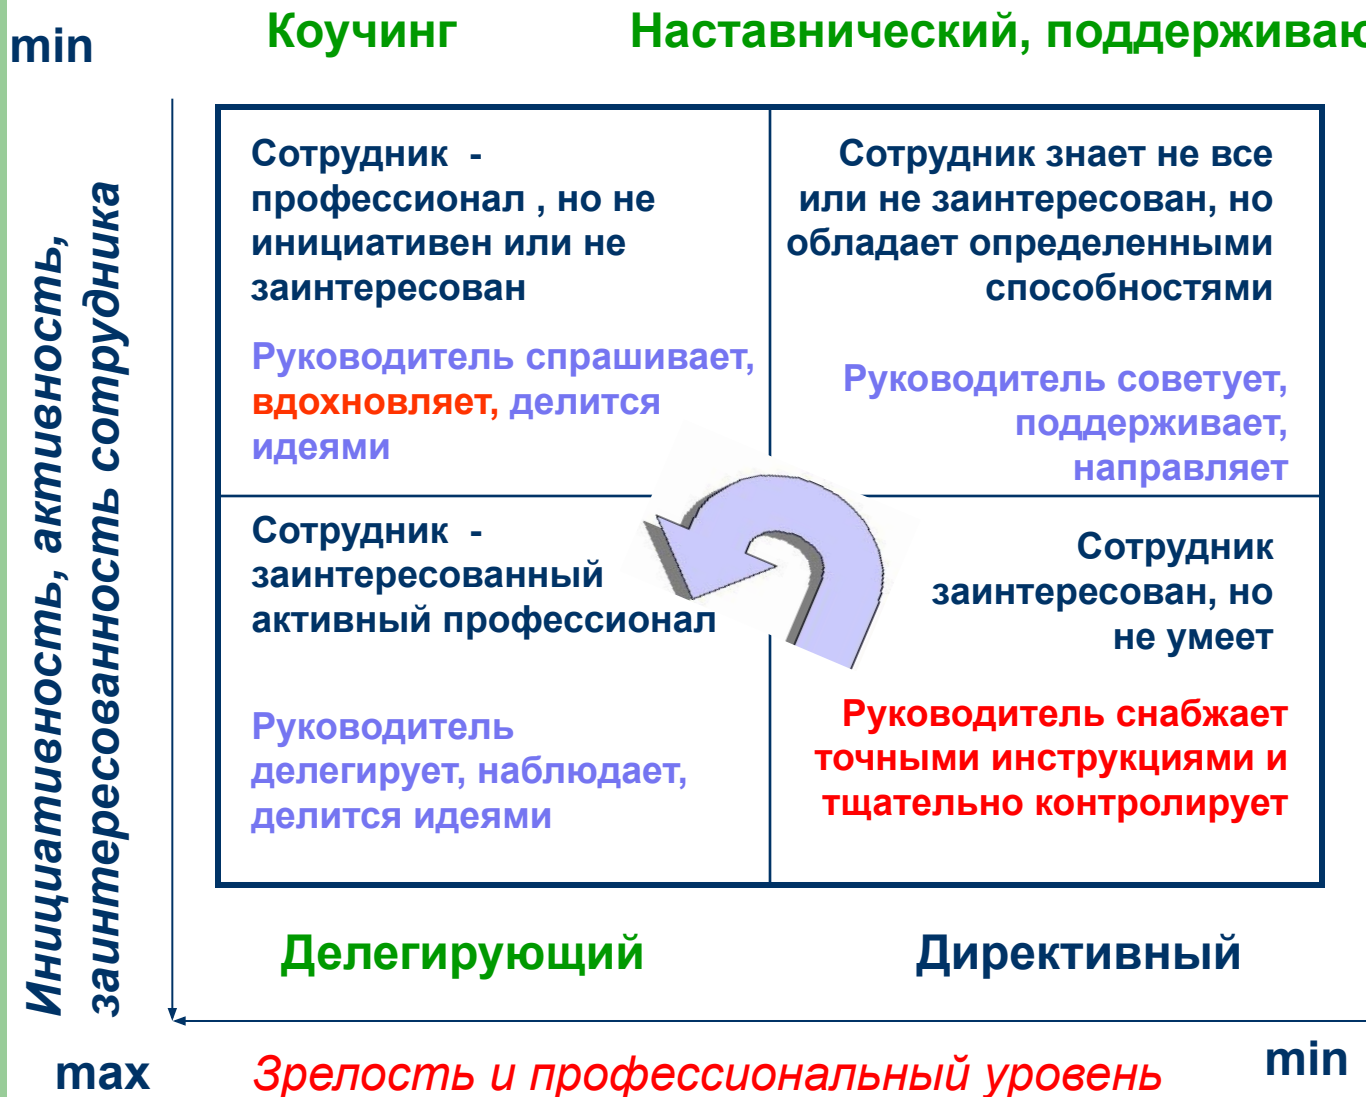 min
Коучинг
Наставнический, поддерживаю
Инициативность, активность,
заинтересованность сотрудника
Сотрудник -
профессионал , но не
инициативен или не
заинтересован
Руководитель спрашивает,
вдохновляет, делится
идеями
Сотрудник знает не все
или не заинтересован, но
обладает определенными
способностями
Руководитель советует,
поддерживает,
направляет
Сотрудник -
заинтересованный
активный профессионал
Руководитель
делегирует, наблюдает,
делится идеями
Сотрудник
заинтересован, но
не умеет
Руководитель снабжает
точными инструкциями и
тщательно контролирует
Делегирующий
Директивный
max
Зрелость и профессиональный уровень
min